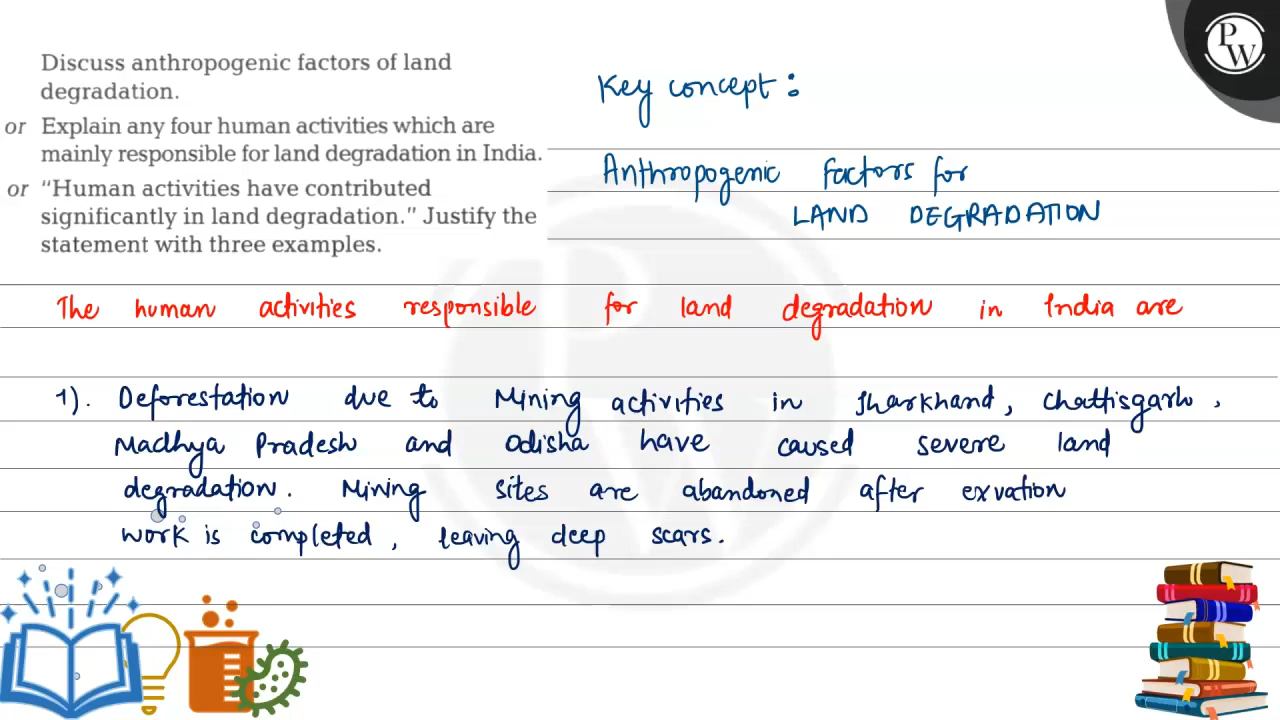 Discuss anthropogenic factors of land
degradation.
or Explain any four human activities which are
mainly responsible for land degradation in India.
or "Human activities have contributed
significantly in land degradation." Justify the
statement with three examples.
PW
Key concept:
Anthropogenic factors for
LAND DEGRADATION
The human activities responsible for land degradation in India are
1). Deforestation due to Mining activities in Jharkhand, Chattisgarh,
Madhya Pradesh and Odisha have caused severe land
degradation. Mining sites are abandoned after exvation
work is completed, leaving deep scars.